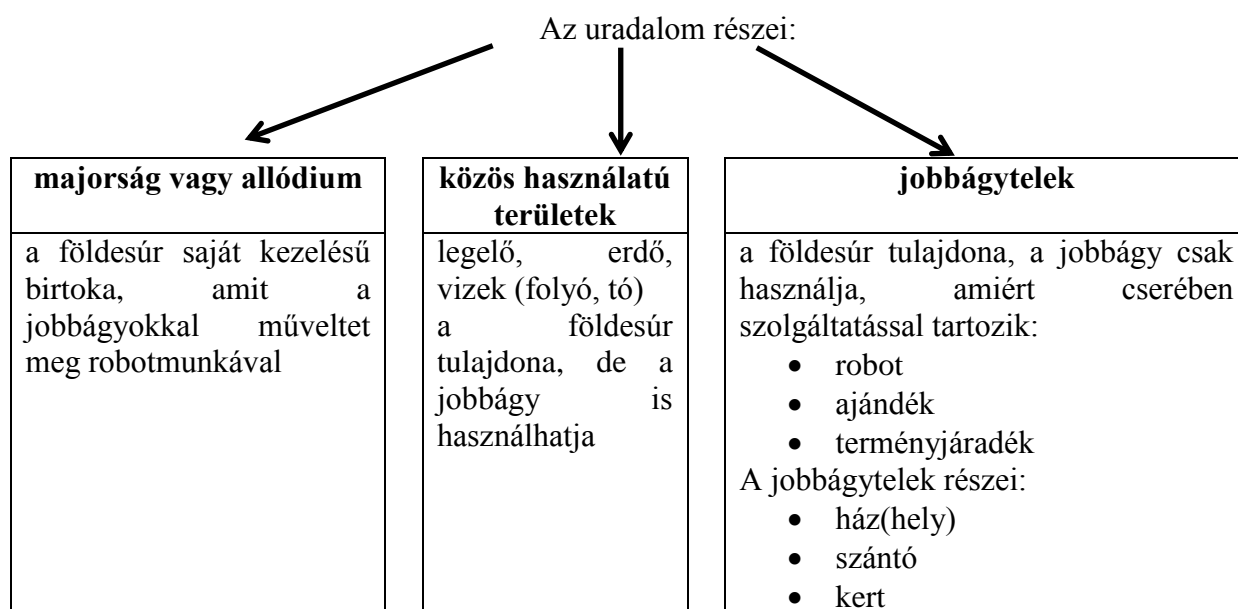 Az uradalom részei:
majorság vagy allódium
a földesúr saját kezelésű
birtoka, amit a
jobbágyokkal műveltet
meg robotmunkával
közös használatú
területek
legelő, erdő,
vizek (folyó, tó)
a földesúr
tulajdona, de a
jobbágy is
használhatja
jobbágytelek
a földesúr tulajdona, a jobbágy csak
használja, amiért cserében
szolgáltatással tartozik:
• robot
• ajándék
• terményjáradék
A jobbágytelek részei:
• ház(hely)
• szántó
• kert